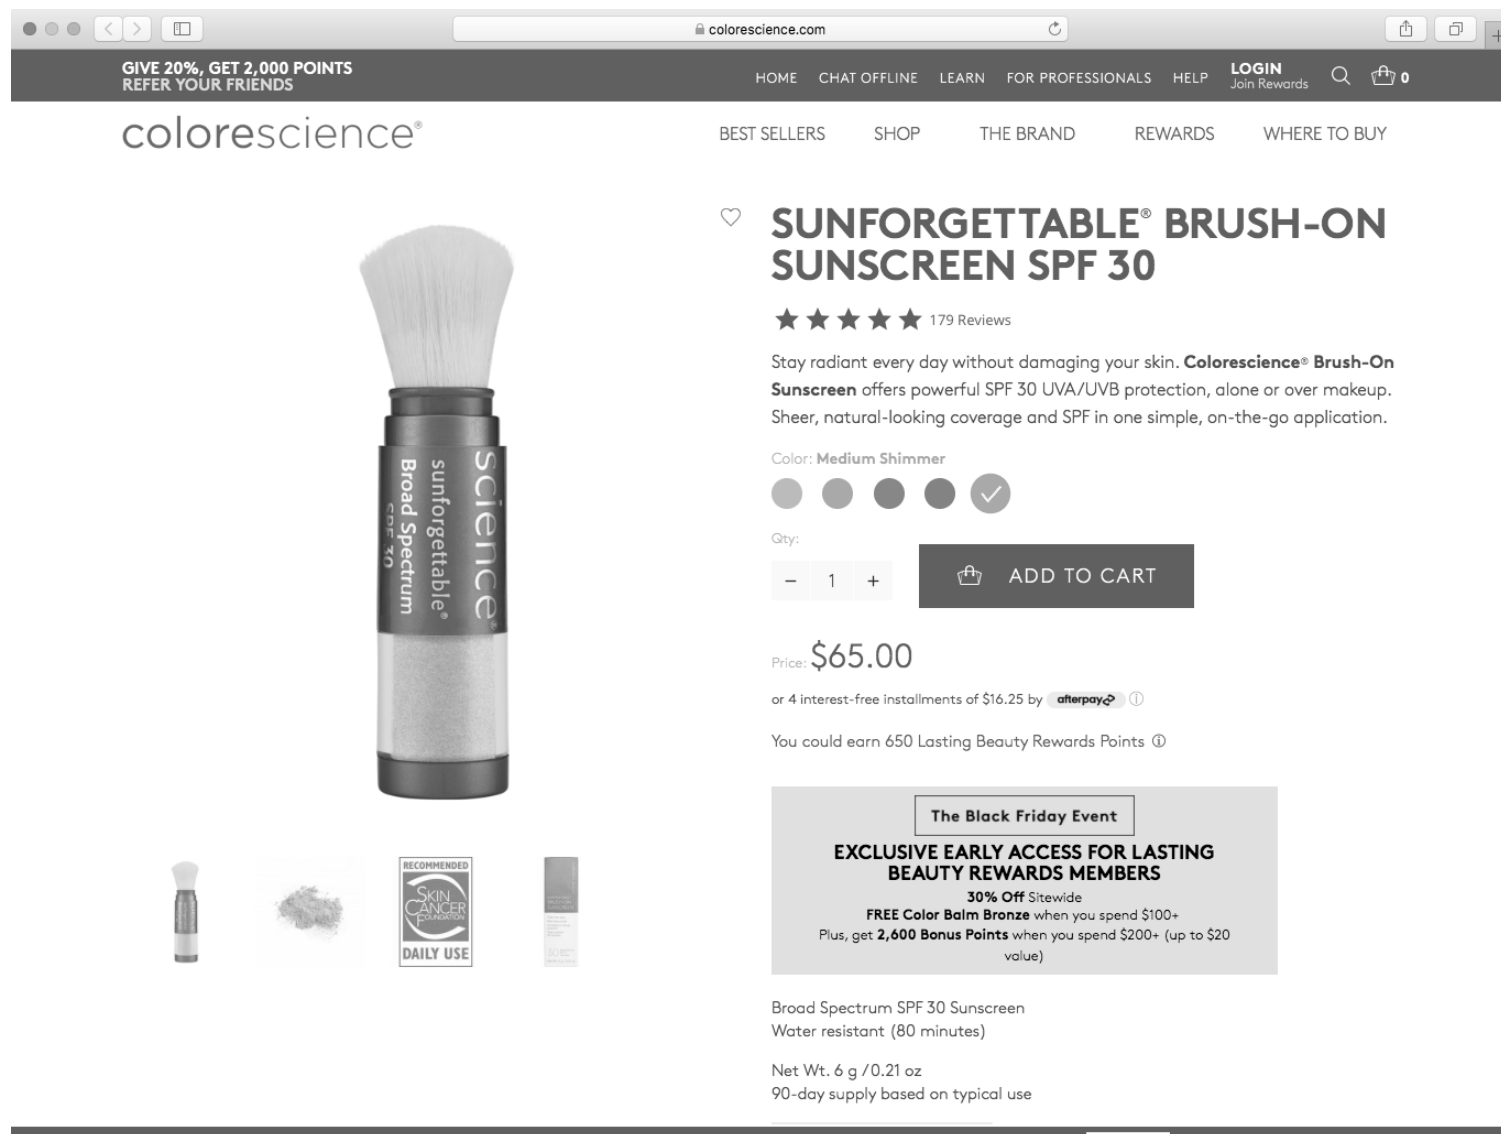 colorescience.com
GIVE 20%, GET 2,000 POINTS
REFER YOUR FRIENDS
HOME CHAT OFFLINE LEARN FOR PROFESSIONALS HELP
LOGIN
Join Rewards
0
colorescience®
BEST SELLERS SHOP THE BRAND REWARDS WHERE TO BUY
SUNFORGETTABLE® BRUSH-ON
SUNSCREEN SPF 30
179 Reviews
Stay radiant every day without damaging your skin. Colorescience® Brush-On
Sunscreen offers powerful SPF 30 UVA/UVB protection, alone or over makeup.
Sheer, natural-looking coverage and SPF in one simple, on-the-go application.
Color: Medium Shimmer
Qty:
− 1 +
ADD TO CART
Price: $65.00
or 4 interest-free installments of $16.25 by afterpay
You could earn 650 Lasting Beauty Rewards Points
The Black Friday Event
EXCLUSIVE EARLY ACCESS FOR LASTING
BEAUTY REWARDS MEMBERS
30% Off Sitewide
FREE Color Balm Bronze when you spend $100+
Plus, get 2,600 Bonus Points when you spend $200+ (up to $20
value)
Broad Spectrum SPF 30 Sunscreen
Water resistant (80 minutes)
Net Wt. 6 g /0.21 oz
90-day supply based on typical use
science®
sunforgettable®
Broad Spectrum
SPF 30
RECOMMENDED
SKIN
CANCER
FOUNDATION
DAILY USE